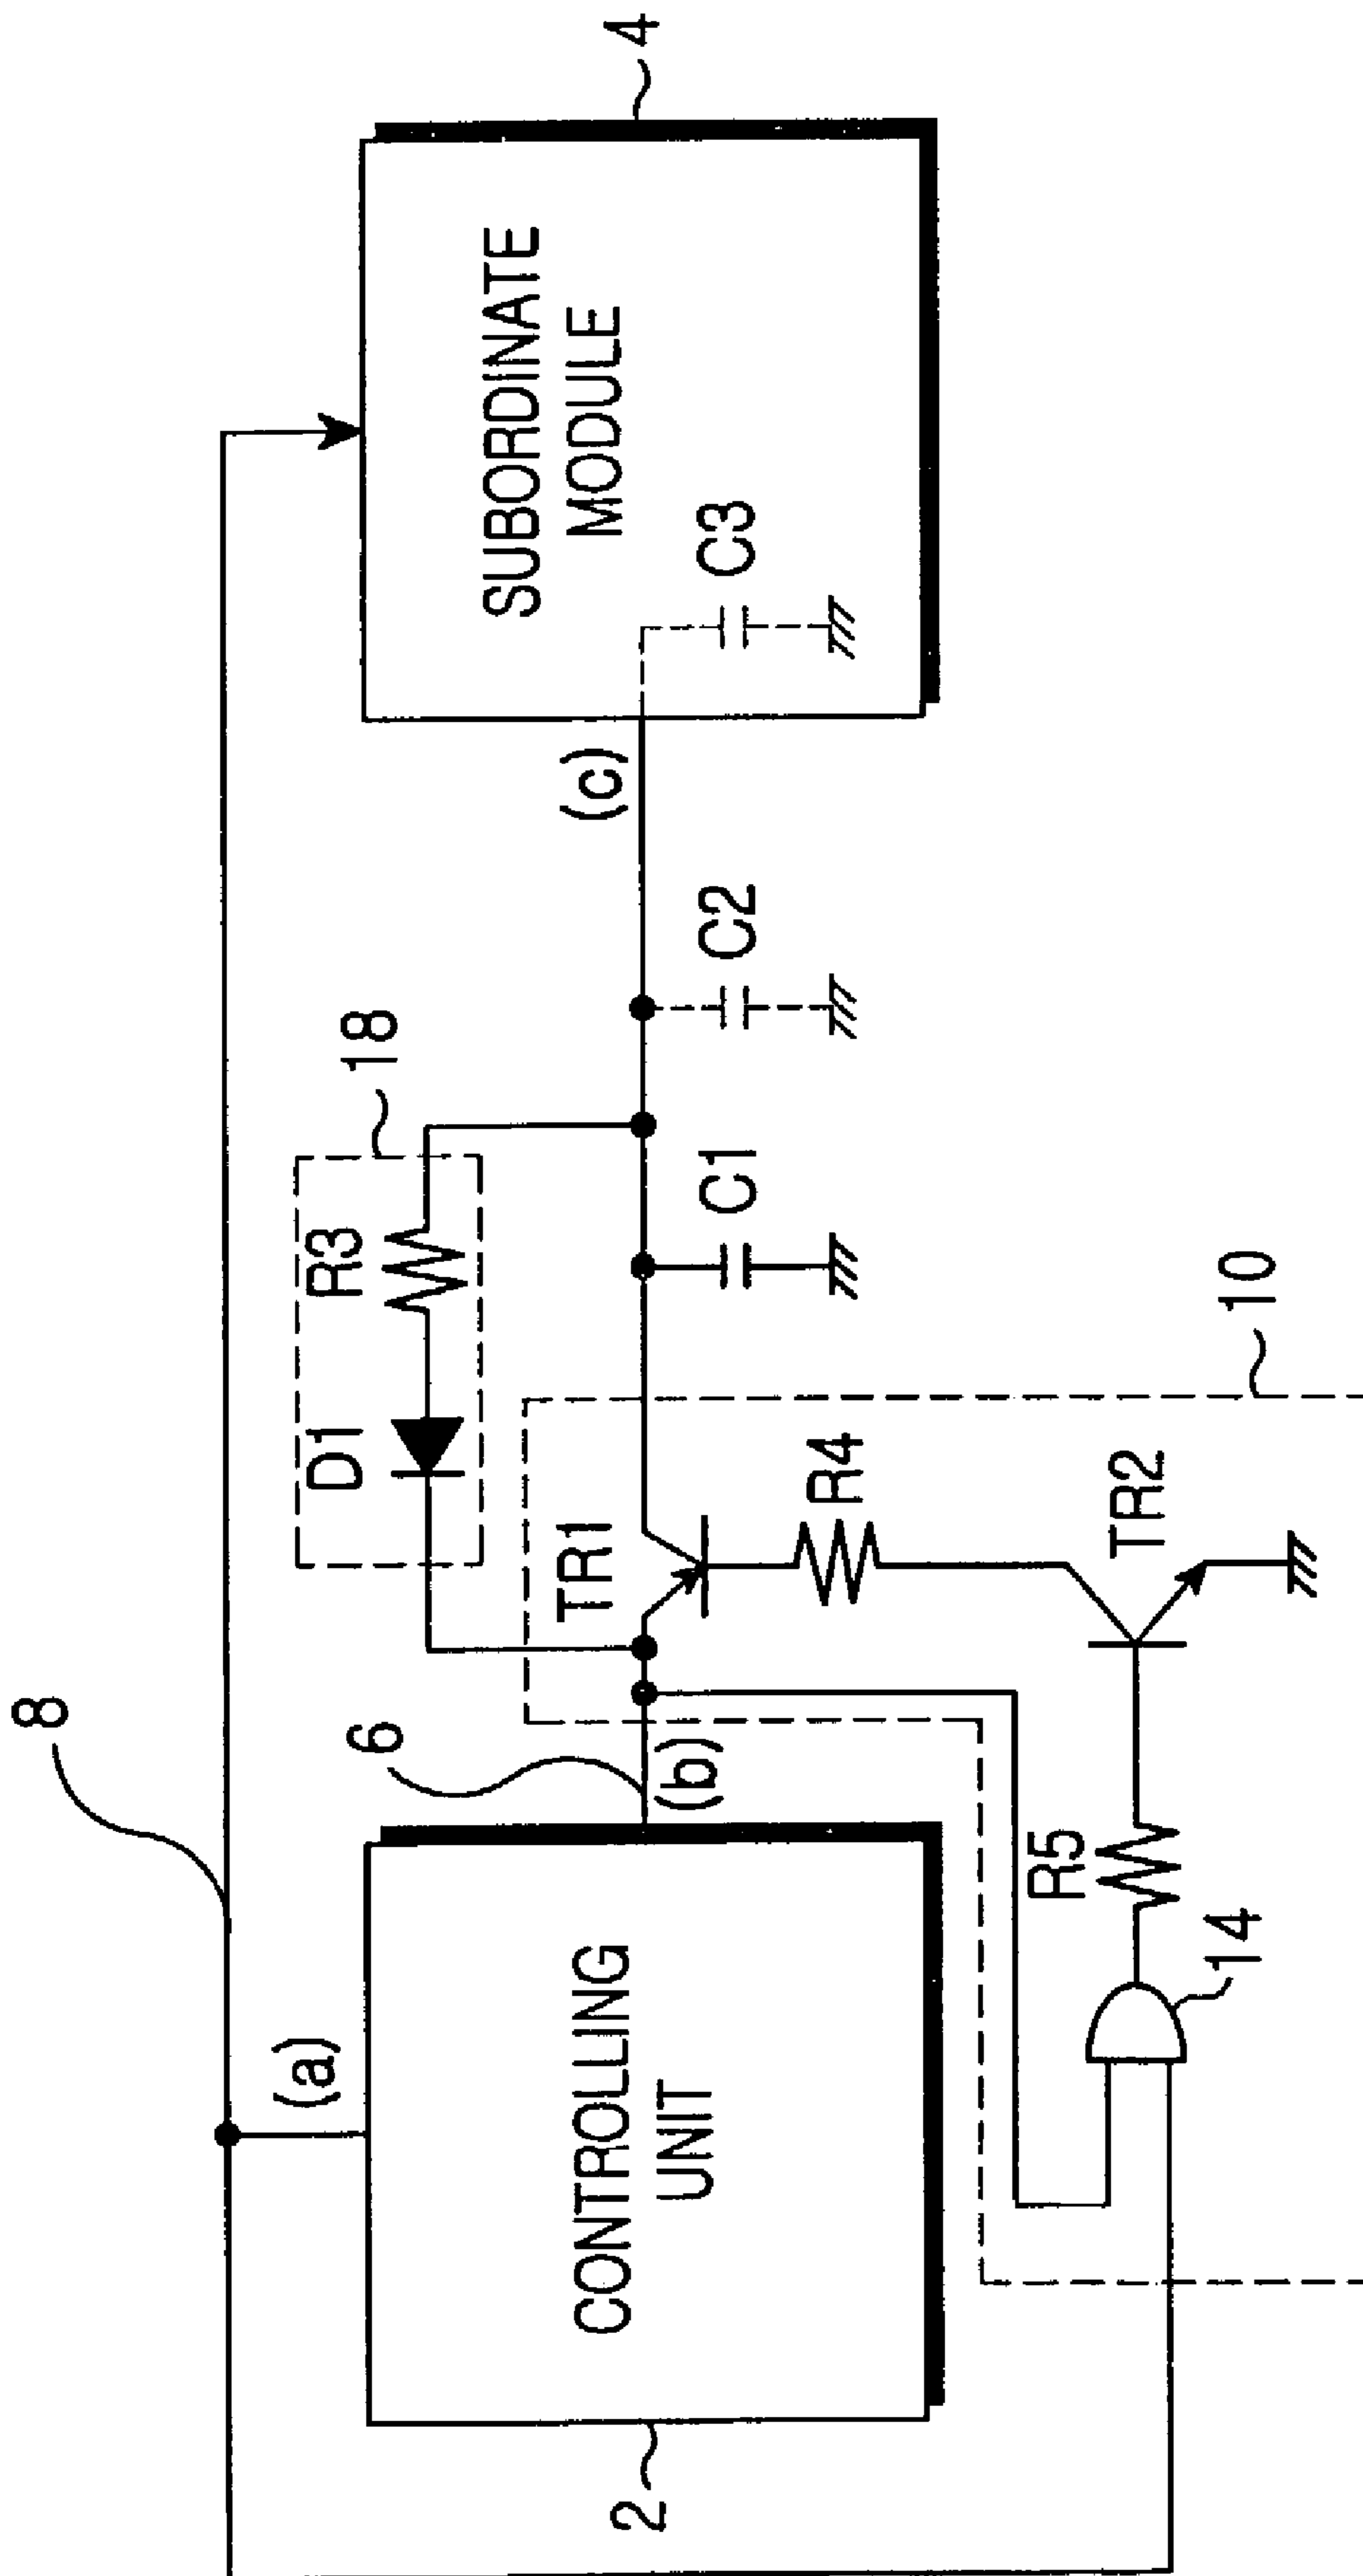 8
(a)
6
(b)
CONTROLLING
UNIT
2
D1
R3
18
TR1
C1
C2
(c)
SUBORDINATE
MODULE
C3
4
R4
TR2
R5
14
10